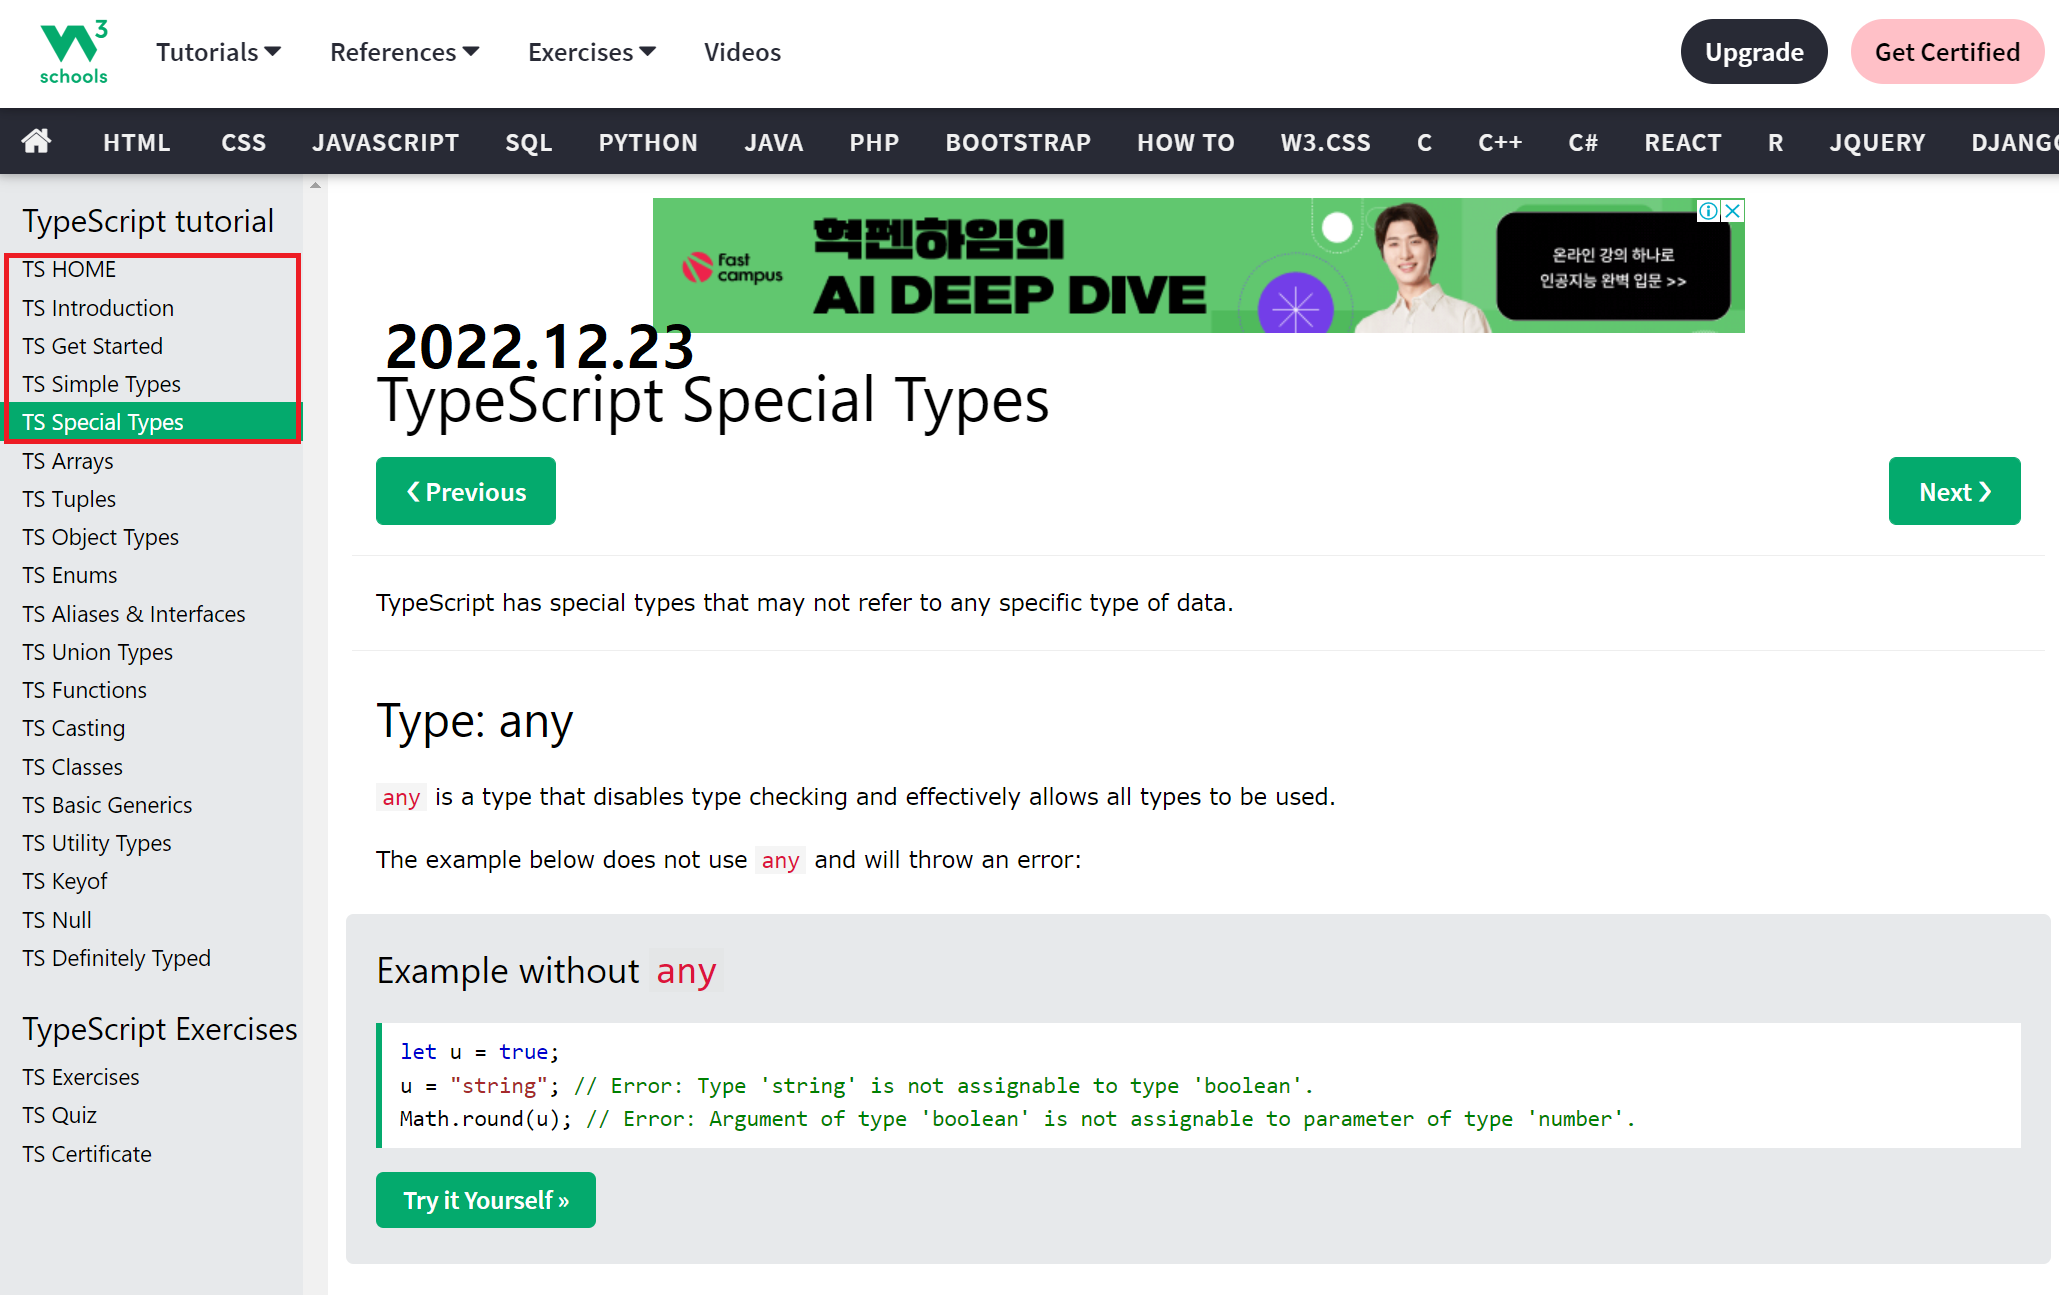 3
schools
Tutorials
References
Exercises
Videos
Upgrade
Get Certified
HTML CSS JAVASCRIPT SQL PYTHON JAVA PHP BOOTSTRAP HOW TO W3.CSS C C++ C# REACT R JQUERY DJANGO
TypeScript tutorial
TS HOME
TS Introduction
TS Get Started
TS Simple Types
TS Special Types
TS Arrays
TS Tuples
TS Object Types
TS Enums
TS Aliases & Interfaces
TS Union Types
TS Functions
TS Casting
TS Classes
TS Basic Generics
TS Utility Types
TS Keyof
TS Null
TS Definitely Typed
TypeScript Exercises
TS Exercises
TS Quiz
TS Certificate
Fast
campus
혁펜하임의
AI DEEP DIVE
온라인 강의 하나로
인공지능 완벽 입문 >>
2022.12.23
TypeScript Special Types
❮ Previous
Next ❯
TypeScript has special types that may not refer to any specific type of data.
Type: any
any is a type that disables type checking and effectively allows all types to be used.
The example below does not use any and will throw an error:
Example without any
let u = true;
u = "string"; // Error: Type 'string' is not assignable to type 'boolean'.
Math.round(u); // Error: Argument of type 'boolean' is not assignable to parameter of type 'number'.
Try it Yourself »